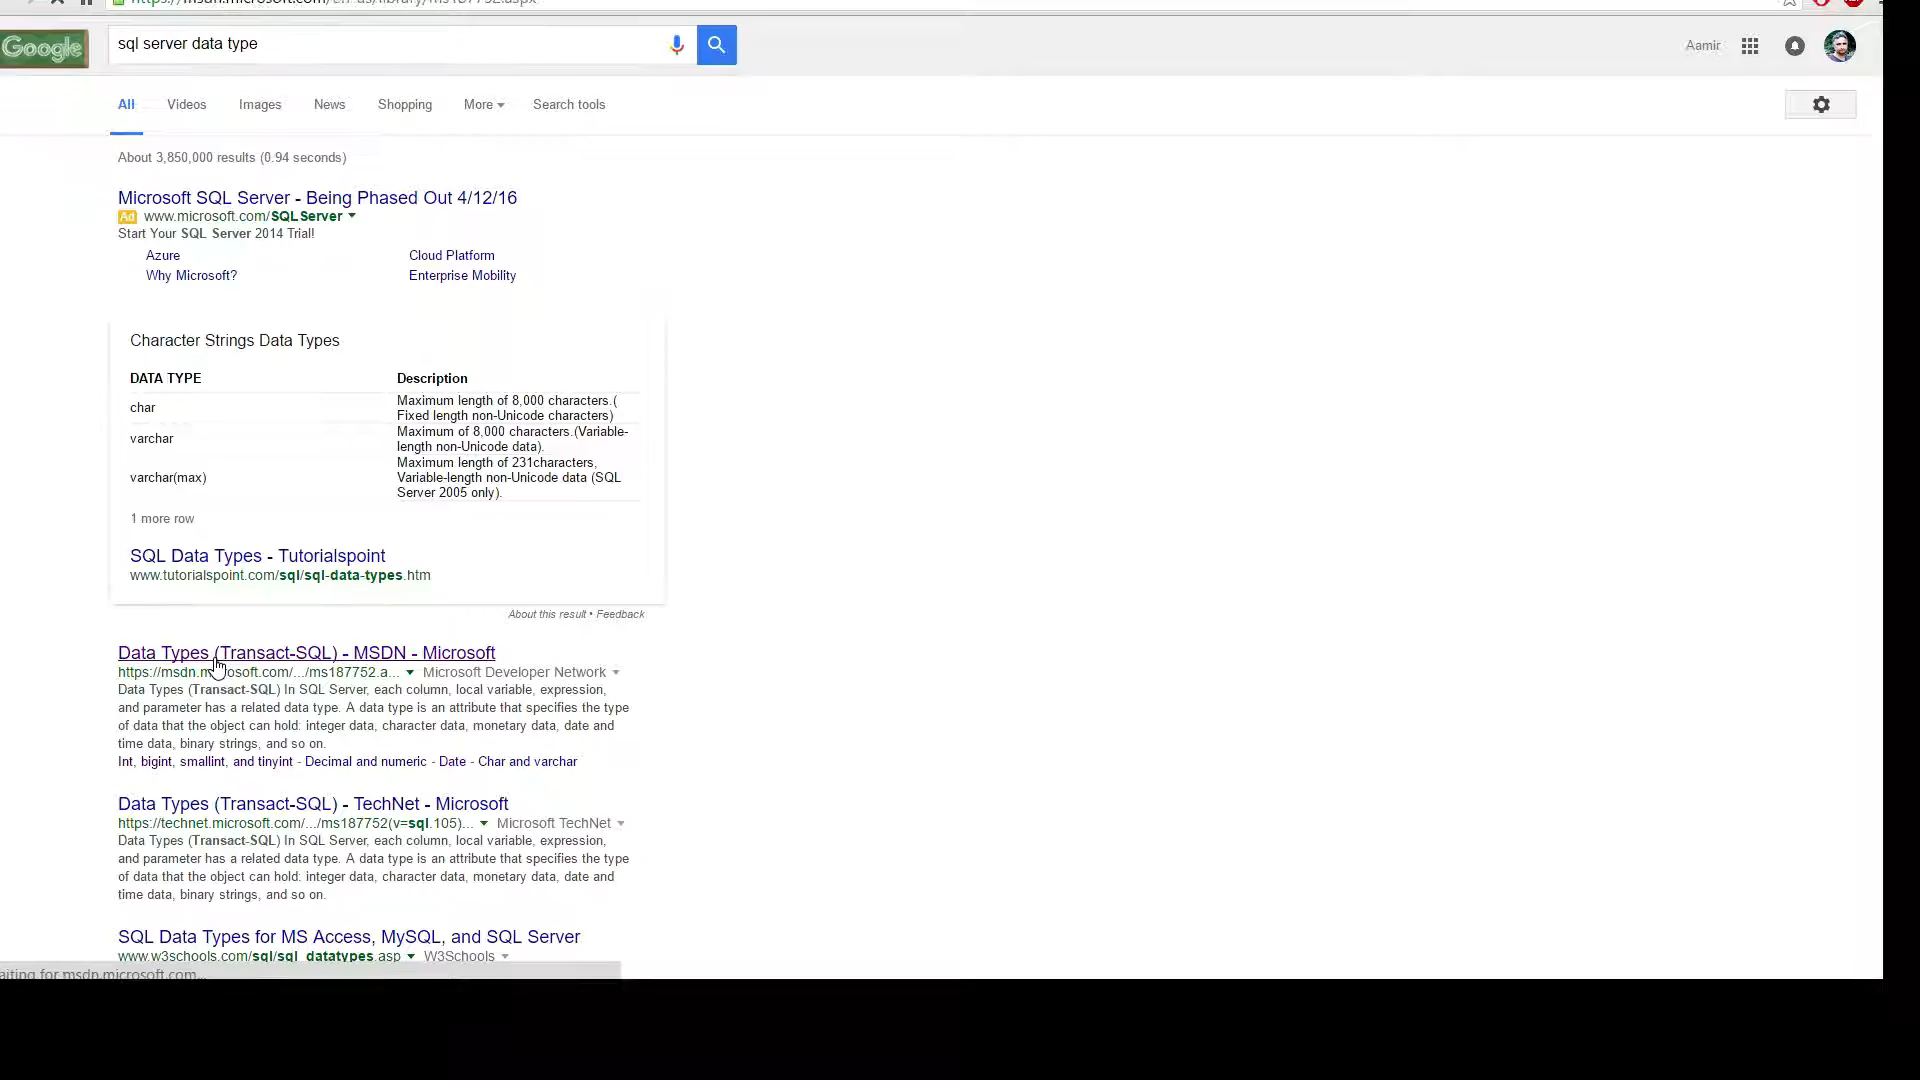 Google
sql server data type
Aamir
All Videos Images News Shopping More Search tools
About 3,850,000 results (0.94 seconds)
Microsoft SQL Server - Being Phased Out 4/12/16
Ad www.microsoft.com/SQLServer
Start Your SQL Server 2014 Trial!
Azure Cloud Platform
Why Microsoft? Enterprise Mobility
Character Strings Data Types
DATA TYPE Description
char Maximum length of 8,000 characters.(
Fixed length non-Unicode characters)
varchar Maximum of 8,000 characters.(Variable-
length non-Unicode data).
varchar(max) Maximum length of 231characters,
Variable-length non-Unicode data (SQL
Server 2005 only).
1 more row
SQL Data Types - Tutorialspoint
www.tutorialspoint.com/sql/sql-data-types.htm
About this result • Feedback
Data Types (Transact-SQL) - MSDN - Microsoft
https://msdn.microsoft.com/.../ms187752.a... Microsoft Developer Network
Data Types (Transact-SQL) In SQL Server, each column, local variable, expression,
and parameter has a related data type. A data type is an attribute that specifies the type
of data that the object can hold: integer data, character data, monetary data, date and
time data, binary strings, and so on.
Int, bigint, smallint, and tinyint - Decimal and numeric - Date - Char and varchar
Data Types (Transact-SQL) - TechNet - Microsoft
https://technet.microsoft.com/.../ms187752(v=sql.105)... Microsoft TechNet
Data Types (Transact-SQL) In SQL Server, each column, local variable, expression,
and parameter has a related data type. A data type is an attribute that specifies the type
of data that the object can hold: integer data, character data, monetary data, date and
time data, binary strings, and so on.
SQL Data Types for MS Access, MySQL, and SQL Server
www.w3schools.com/sql/sql_datatypes.asp W3Schools
aiting for msdn.microsoft.com...